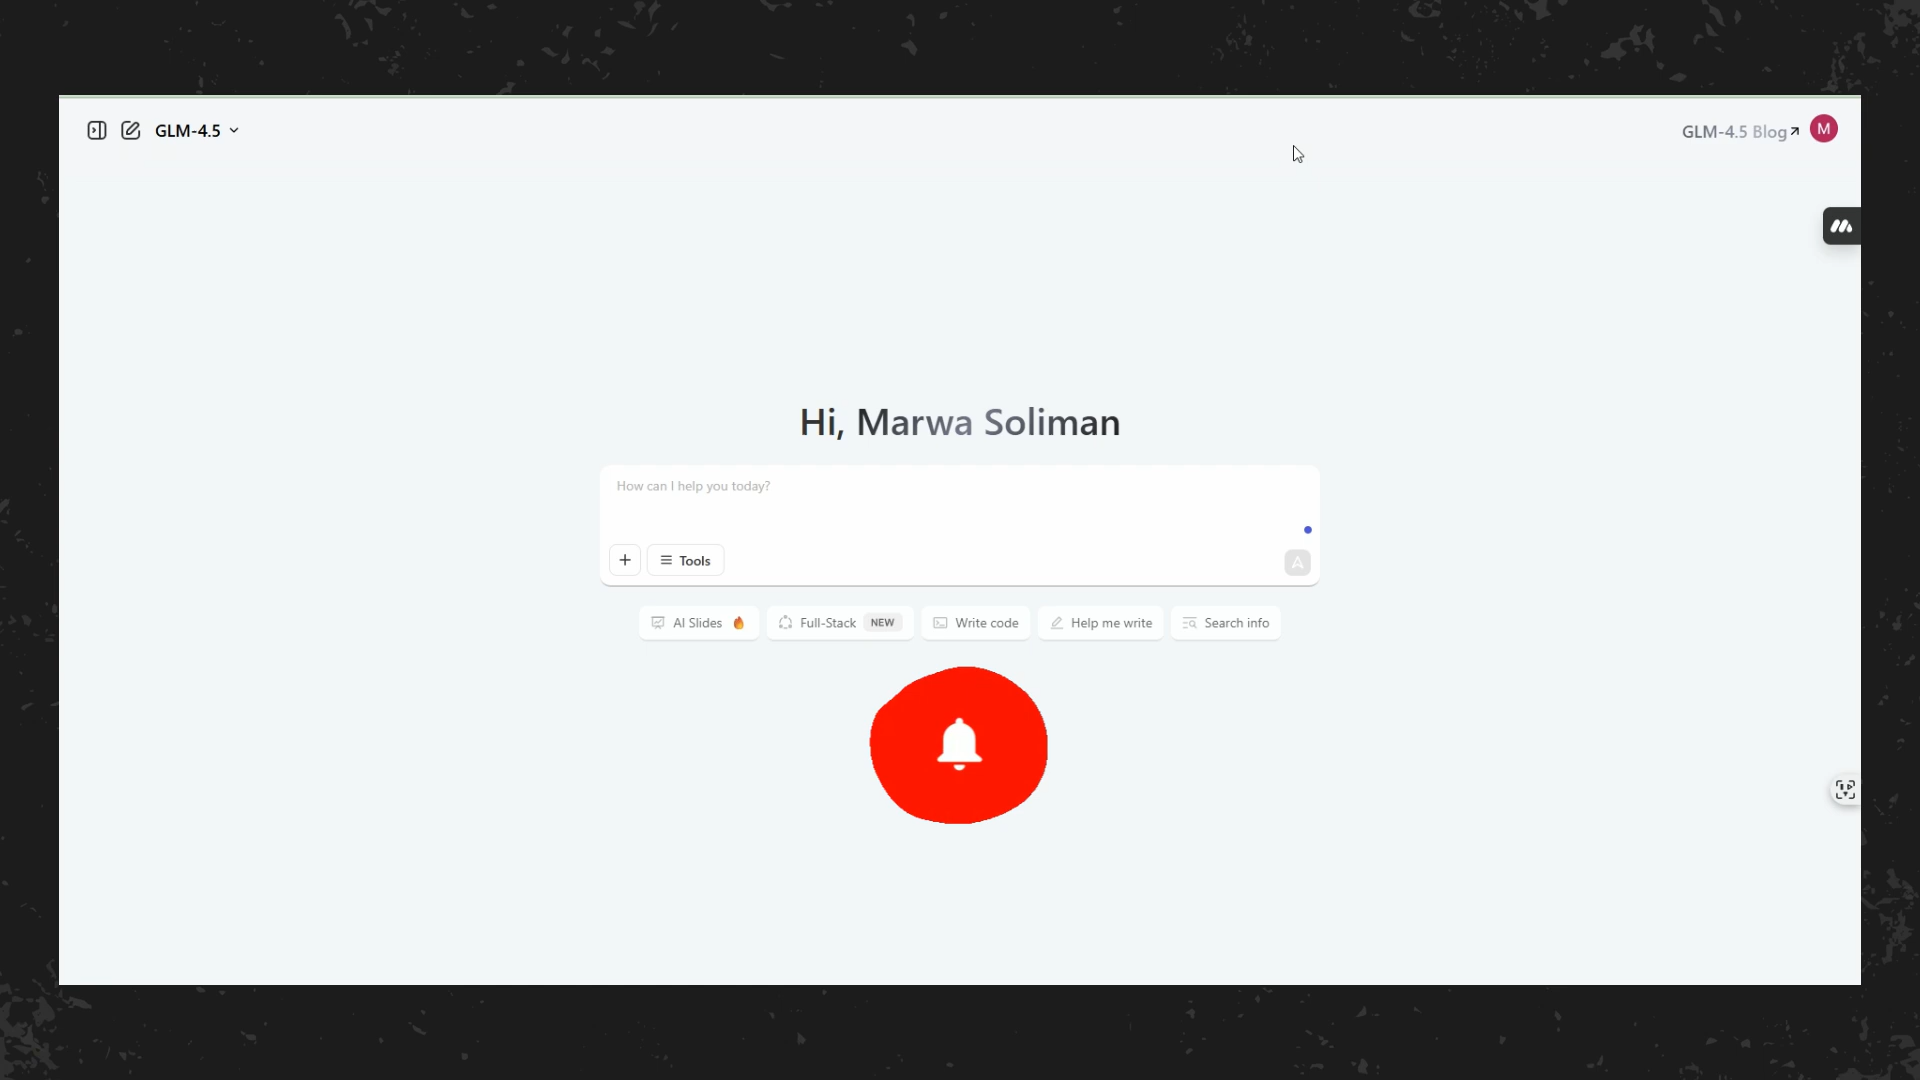 GLM-4.5
GLM-4.5 Blog
M
Hi, Marwa Soliman
How can I help you today?
Tools
AI Slides
Full-Stack NEW
Write code
Help me write
Search info